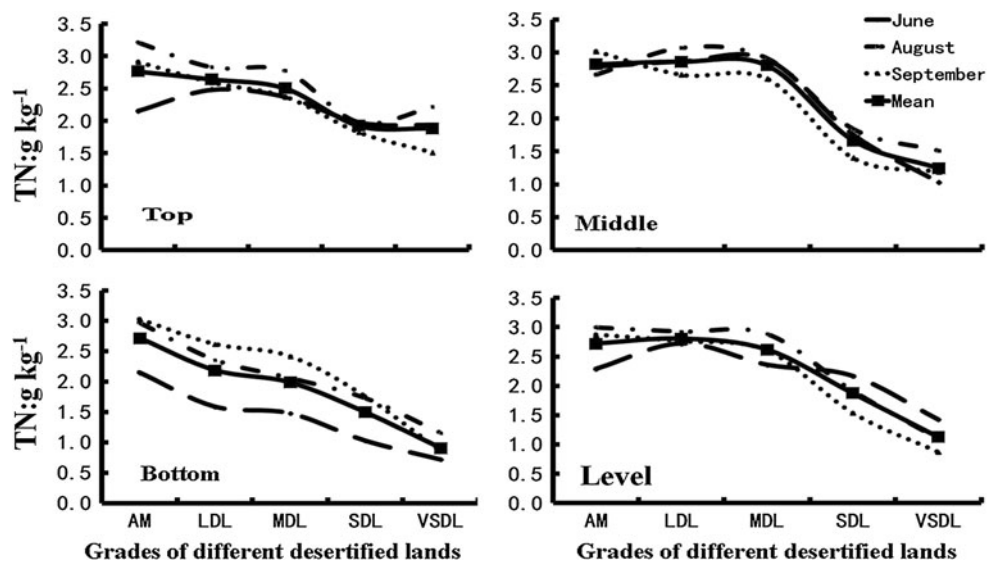 TN:g kg-1
3.5
3.0
2.5
2.0
1.5
1.0
0.5
0.0
Top
3.5
3.0
2.5
2.0
1.5
1.0
0.5
0.0
Middle
June
August
September
Mean
TN:g kg-1
3.5
3.0
2.5
2.0
1.5
1.0
0.5
0.0
Bottom
AM LDL MDL SDL VSDL
Grades of different desertified lands
3.5
3.0
2.5
2.0
1.5
1.0
0.5
0.0
Level
AM LDL MDL SDL VSDL
Grades of different desertified lands